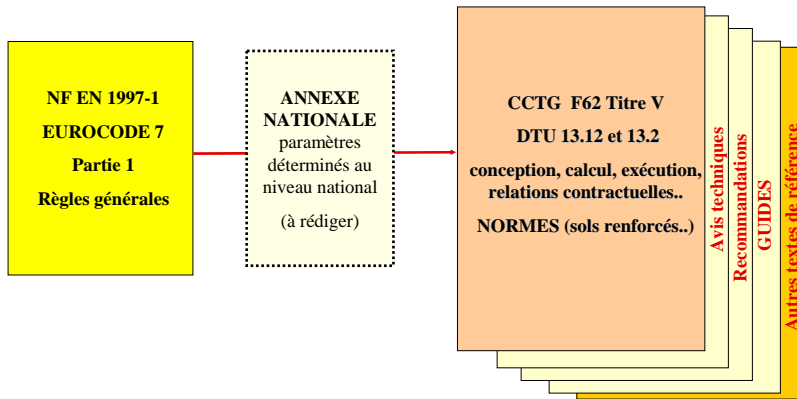 NF EN 1997-1
EUROCODE 7
Partie 1
Règles générales
ANNEXE
NATIONALE
paramètres
déterminés au
niveau national
(à rédiger)
CCTG F62 Titre V
DTU 13.12 et 13.2
conception, calcul, exécution,
relations contractuelles..
NORMES (sols renforcés..)
Avis techniques
Recommandations
GUIDES
Autres textes de référence